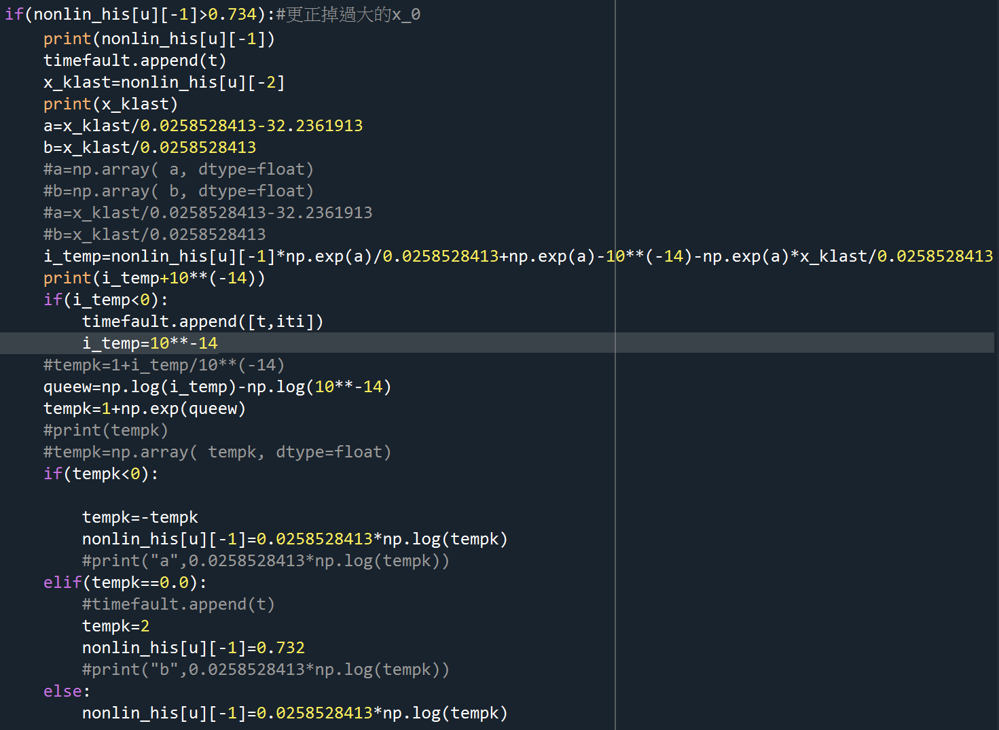 if(nonlin_his[u][-1]>0.734):#更正掉過大的x_0
print(nonlin_his[u][-1])
timefault.append(t)
x_klast=nonlin_his[u][-2]
print(x_klast)
a=x_klast/0.0258528413-32.2361913
b=x_klast/0.0258528413
#a=np.array( a, dtype=float)
#b=np.array( b, dtype=float)
#a=x_klast/0.0258528413-32.2361913
#b=x_klast/0.0258528413
i_temp=nonlin_his[u][-1]*np.exp(a)/0.0258528413+np.exp(a)-10**(-14)-np.exp(a)*x_klast/0.0258528413
print(i_temp+10**(-14))
if(i_temp<0):
timefault.append([t,iti])
i_temp=10**-14
#tempk=1+i_temp/10**(-14)
queew=np.log(i_temp)-np.log(10**-14)
tempk=1+np.exp(queew)
#print(tempk)
#tempk=np.array( tempk, dtype=float)
if(tempk<0):
tempk=-tempk
nonlin_his[u][-1]=0.0258528413*np.log(tempk)
#print("a",0.0258528413*np.log(tempk))
elif(tempk==0.0):
#timefault.append(t)
tempk=2
nonlin_his[u][-1]=0.732
#print("b",0.0258528413*np.log(tempk))
else:
nonlin_his[u][-1]=0.0258528413*np.log(tempk)